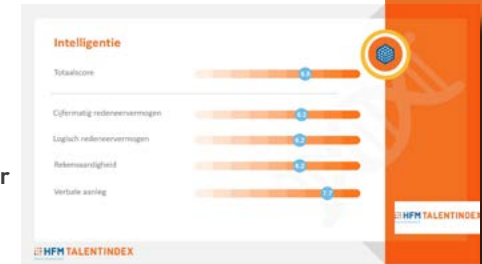 Intelligentie
Totaalscore
Cijfermatig redeneervermogen
Logisch redeneervermogen
Rekenvaardigheid
Verbale aanleg
7.7
r
HFM TALENTINDEX
HFM TALENTINDEX